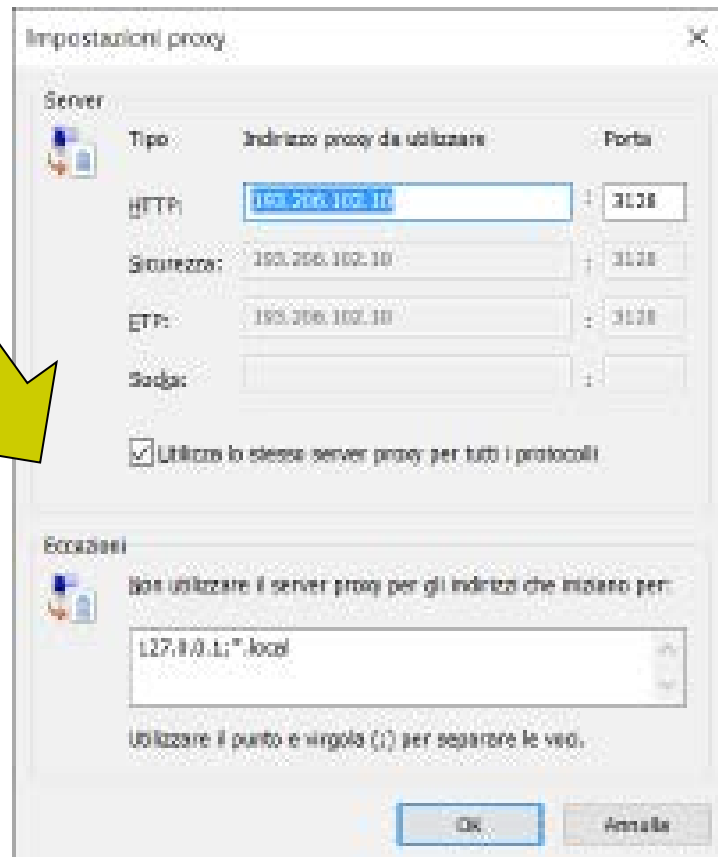 Impostazioni proxy
Server
Tipo Indirizzo proxy da utilizzare Porta
HTTP: 193.206.102.10 : 3128
Sicurezza: 193.206.102.10 : 3128
FTP: 193.206.102.10 : 3128
Socks: :
Utilizza lo stesso server proxy per tutti i protocolli
Eccezioni
Non utilizzare il server proxy per gli indirizzi che iniziano per:
127.0.0.1;*.local
Utilizzare il punto e virgola (;) per separare le voci.
OK Annulla